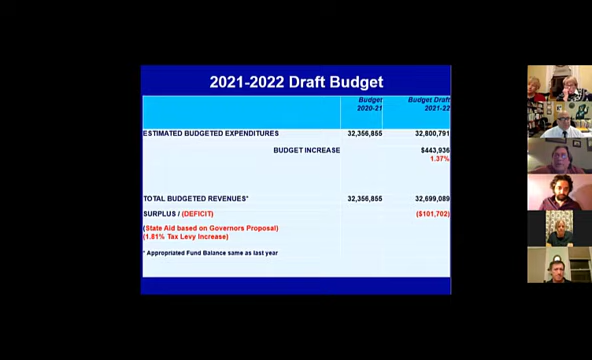 2021-2022 Draft Budget
Budget 2020-21 Budget Draft 2021-22
ESTIMATED BUDGETED EXPENDITURES 32,356,855 32,800,791
BUDGET INCREASE $443,936
1.37%
TOTAL BUDGETED REVENUES* 32,356,855 32,699,089
SURPLUS / (DEFICIT) ($101,702)
(State Aid based on Governors Proposal)
(1.81% Tax Levy Increase)
* Appropriated Fund Balance same as last year